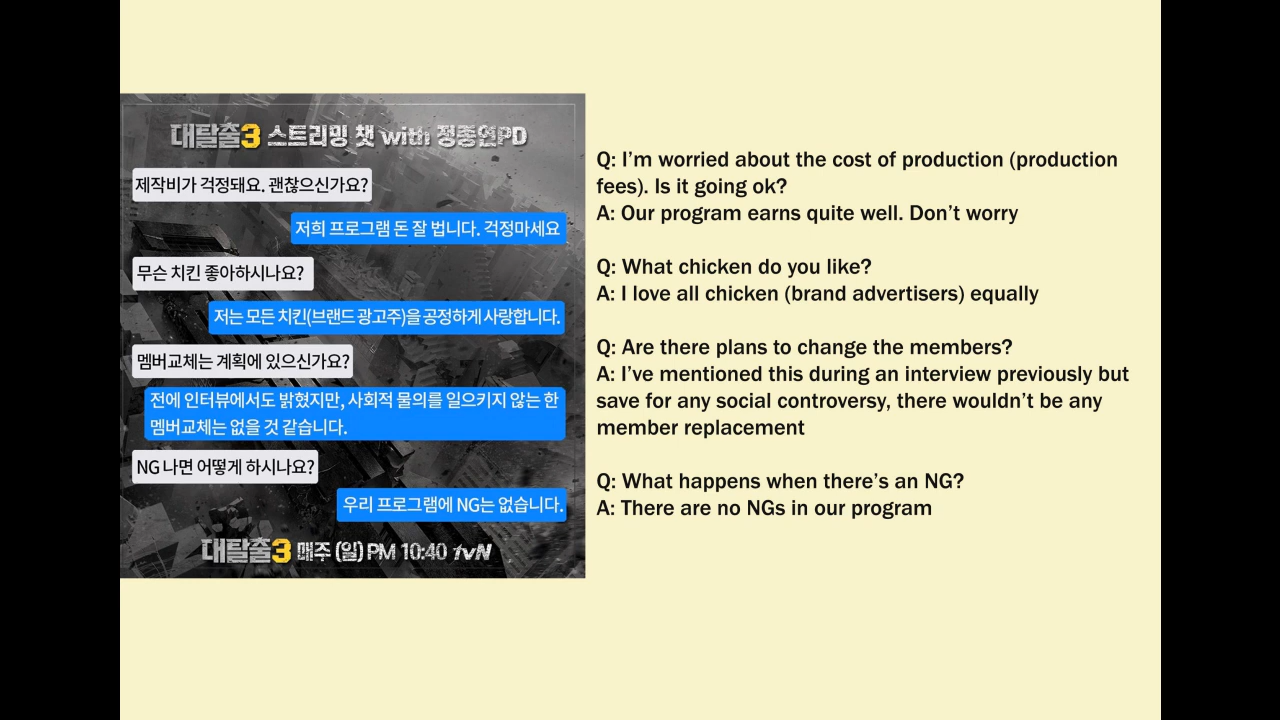 대탈출3 스트리밍 챗 with 정종연PD
제작비가 걱정돼요. 괜찮으신가요?
저희 프로그램 돈 잘 법니다. 걱정마세요
무슨 치킨 좋아하시나요?
저는 모든 치킨(브랜드 광고주)을 공정하게 사랑합니다.
멤버교체는 계획에 있으신가요?
전에 인터뷰에서도 밝혔지만, 사회적 물의를 일으키지 않는 한
멤버교체는 없을 것 같습니다.
NG 나면 어떻게 하시나요?
우리 프로그램에 NG는 없습니다.
대탈출3 매주 (일) PM 10:40 tvN
Q: I’m worried about the cost of production (production
fees). Is it going ok?
A: Our program earns quite well. Don’t worry
Q: What chicken do you like?
A: I love all chicken (brand advertisers) equally
Q: Are there plans to change the members?
A: I’ve mentioned this during an interview previously but
save for any social controversy, there wouldn’t be any
member replacement
Q: What happens when there’s an NG?
A: There are no NGs in our program